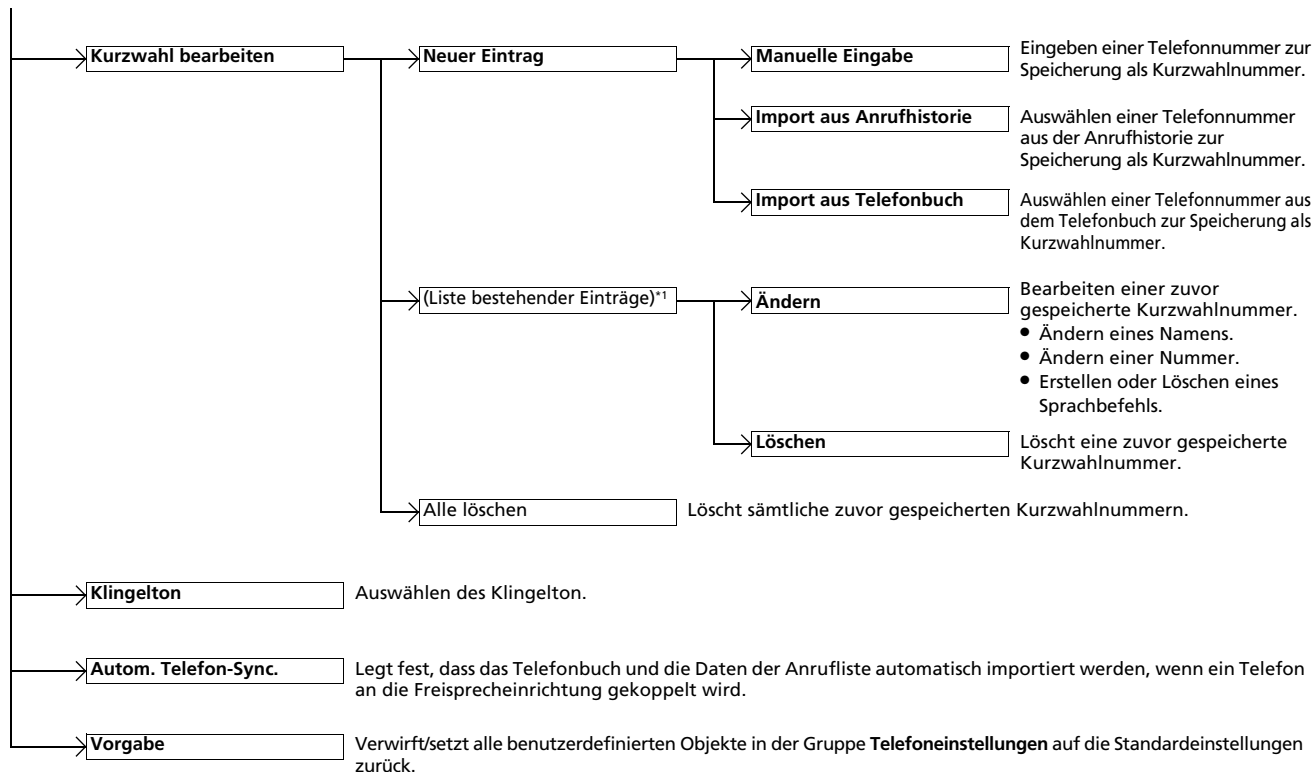 Kurzwahl bearbeiten
Neuer Eintrag
Manuelle Eingabe
Eingeben einer Telefonnummer zur
Speicherung als Kurzwahlnummer.
Import aus Anrufhistorie
Auswählen einer Telefonnummer
aus der Anrufhistorie zur
Speicherung als Kurzwahlnummer.
Import aus Telefonbuch
Auswählen einer Telefonnummer aus
dem Telefonbuch zur Speicherung als
Kurzwahlnummer.
(Liste bestehender Einträge)*1
Ändern
Bearbeiten einer zuvor
gespeicherte Kurzwahlnummer.
● Ändern eines Namens.
● Ändern einer Nummer.
● Erstellen oder Löschen eines
Sprachbefehls.
Löschen
Löscht eine zuvor gespeicherte
Kurzwahlnummer.
Alle löschen
Löscht sämtliche zuvor gespeicherten Kurzwahlnummern.
Klingelton
Auswählen des Klingelton.
Autom. Telefon-Sync.
Legt fest, dass das Telefonbuch und die Daten der Anrufliste automatisch importiert werden, wenn ein Telefon
an die Freisprecheinrichtung gekoppelt wird.
Vorgabe
Verwirft/setzt alle benutzerdefinierten Objekte in der Gruppe Telefoneinstellungen auf die Standardeinstellungen
zurück.